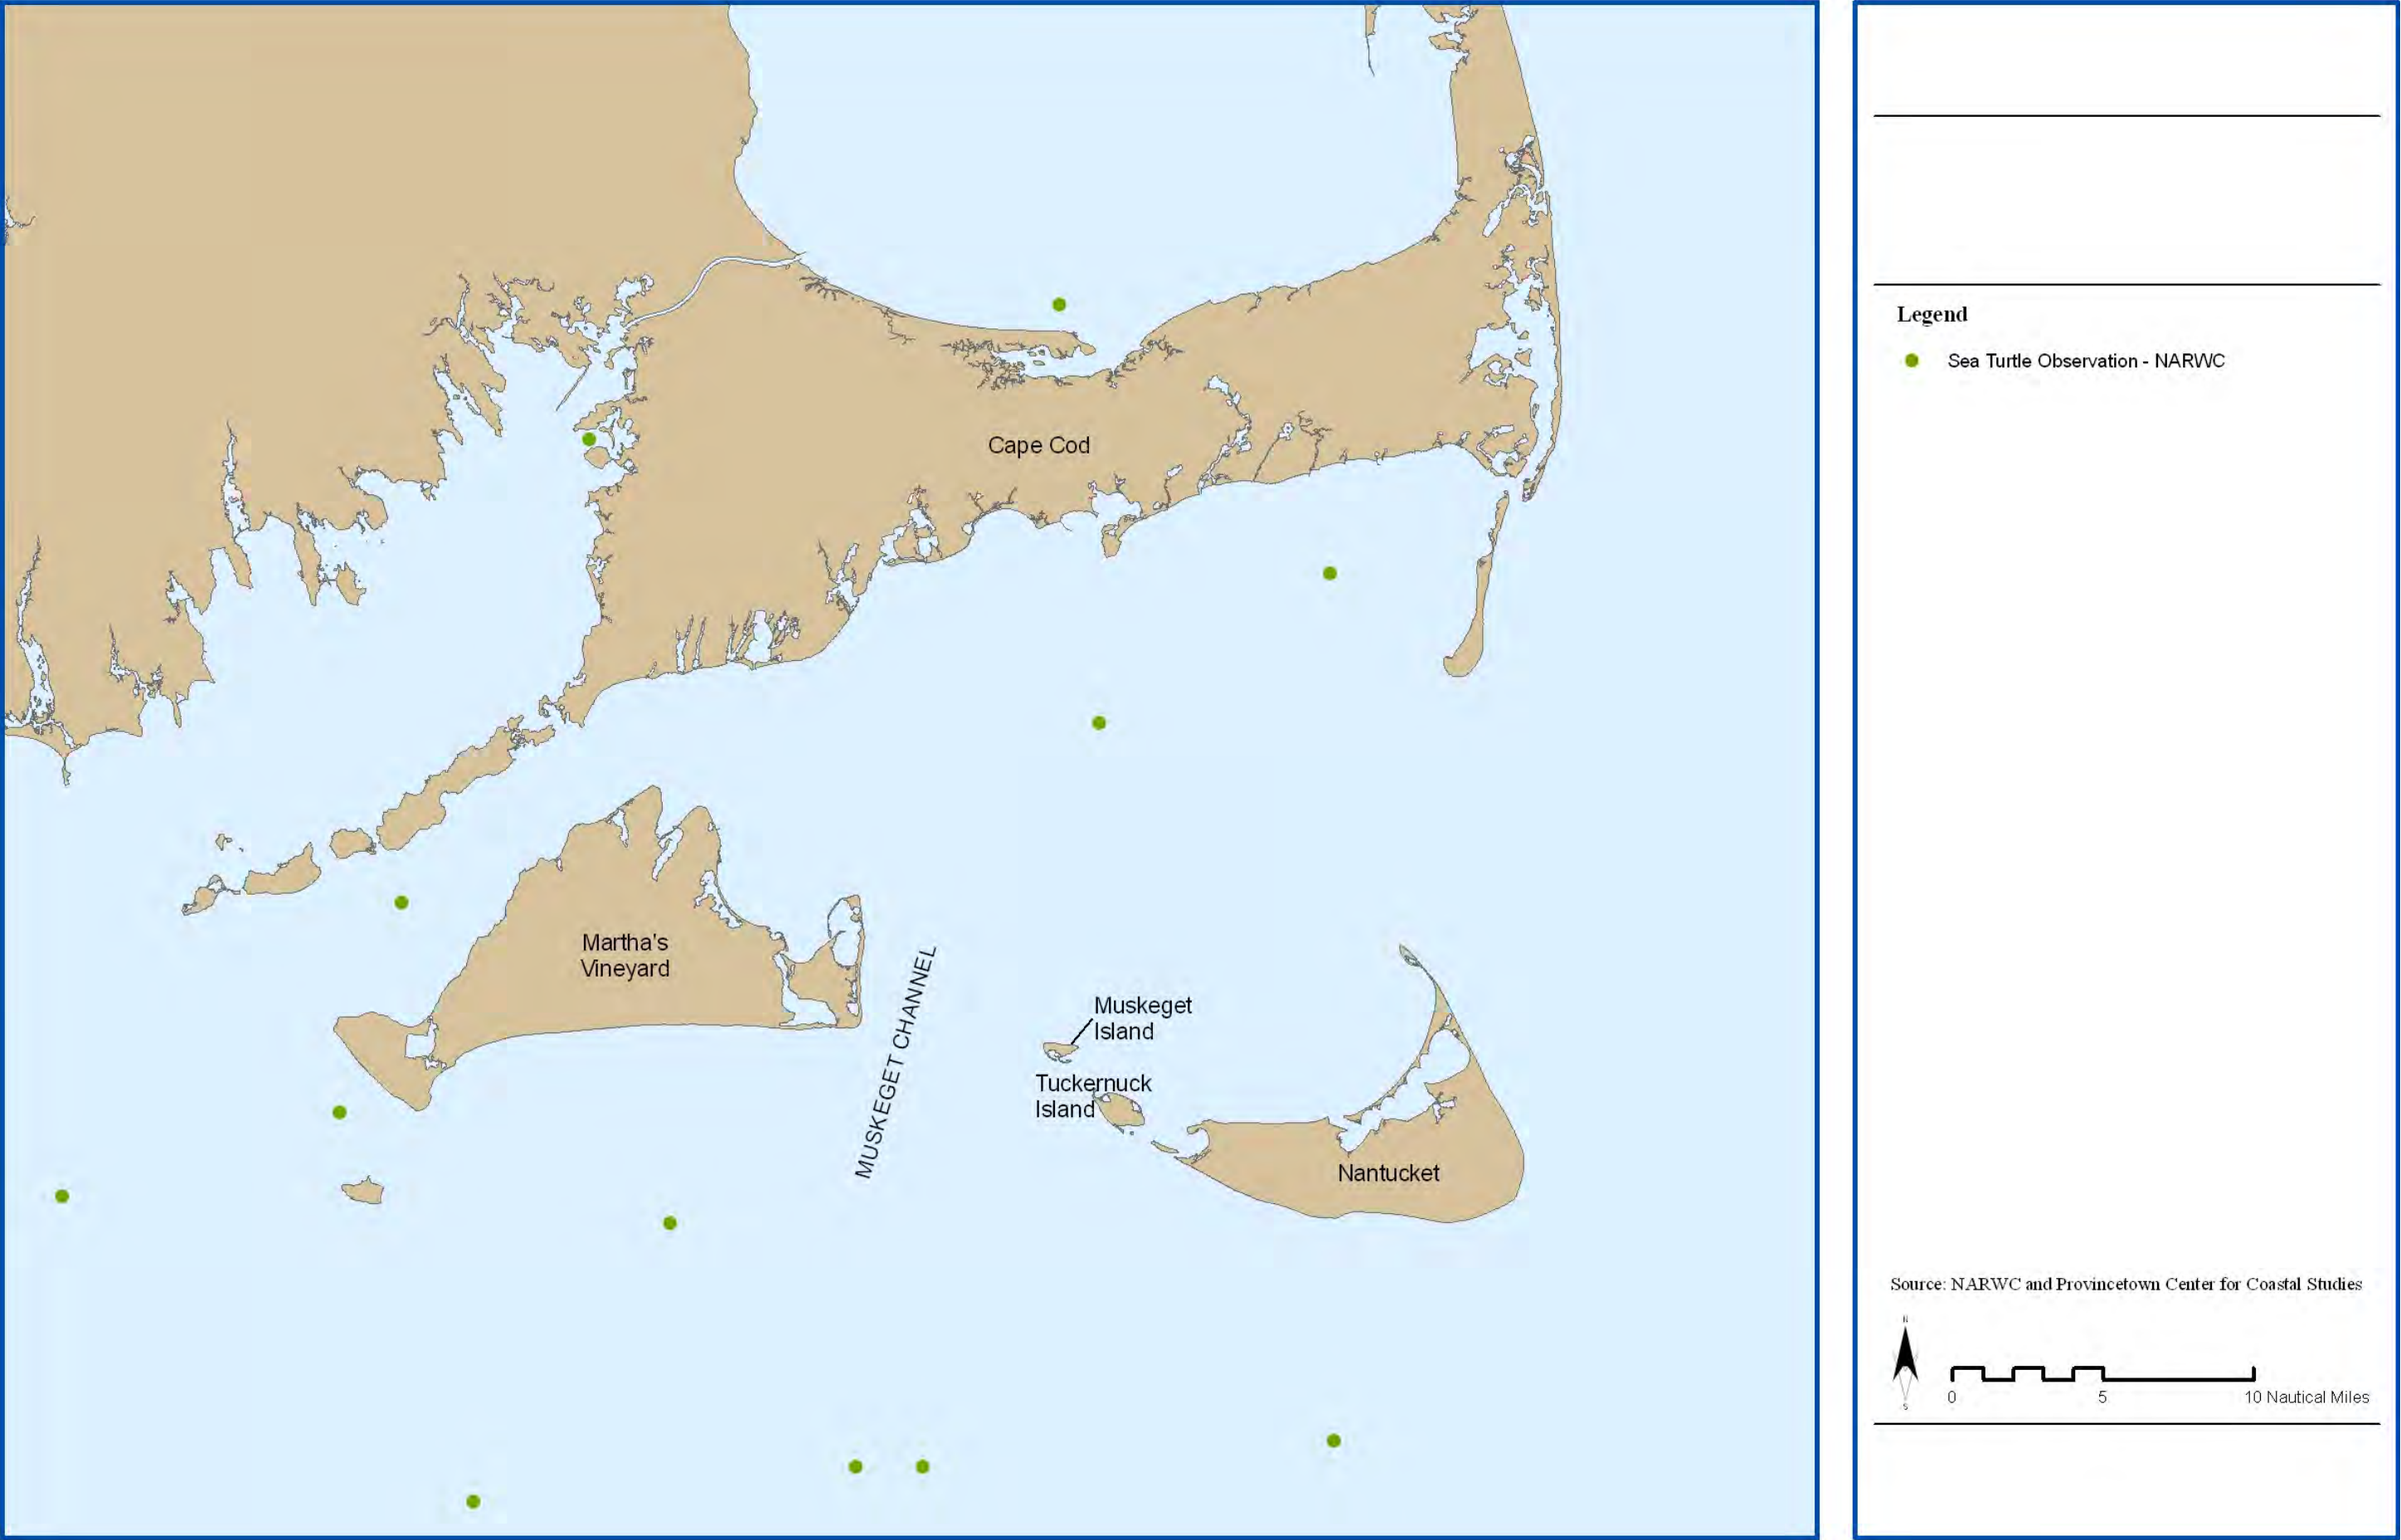 Cape Cod
Martha's
Vineyard
MUSKEGET CHANNEL
Muskeget
Island
Tuckernuck
Island
Nantucket
Legend
Sea Turtle Observation - NARWC
Source: NARWC and Provincetown Center for Coastal Studies
N
S
0 5 10 Nautical Miles